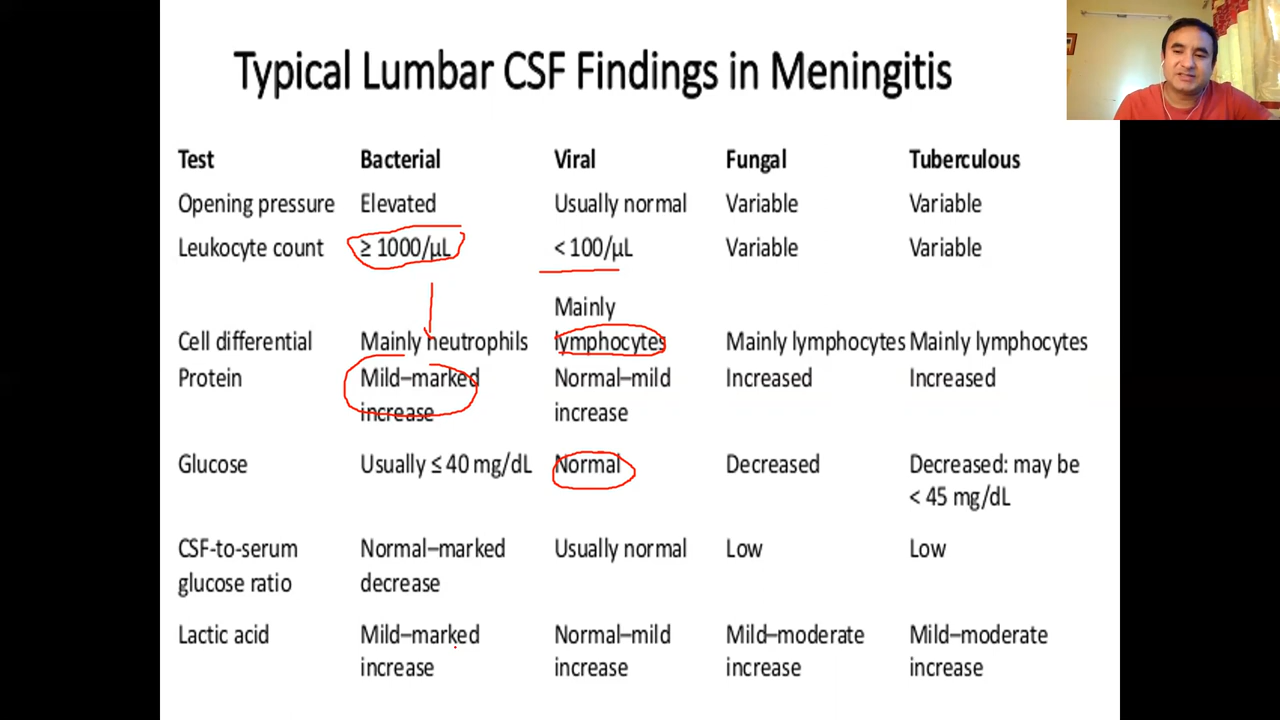 Typical Lumbar CSF Findings in Meningitis
Test Bacterial Viral Fungal Tuberculous
Opening pressure Elevated Usually normal Variable Variable
Leukocyte count ≥ 1000/µL < 100/µL Variable Variable
Mainly
Cell differential Mainly neutrophils lymphocytes Mainly lymphocytes Mainly lymphocytes
Protein Mild–marked Normal–mild Increased Increased
increase increase
Glucose Usually ≤ 40 mg/dL Normal Decreased Decreased: may be
< 45 mg/dL
CSF-to-serum Normal–marked Usually normal Low Low
glucose ratio decrease
Lactic acid Mild–marked Normal–mild Mild–moderate Mild–moderate
increase increase increase increase